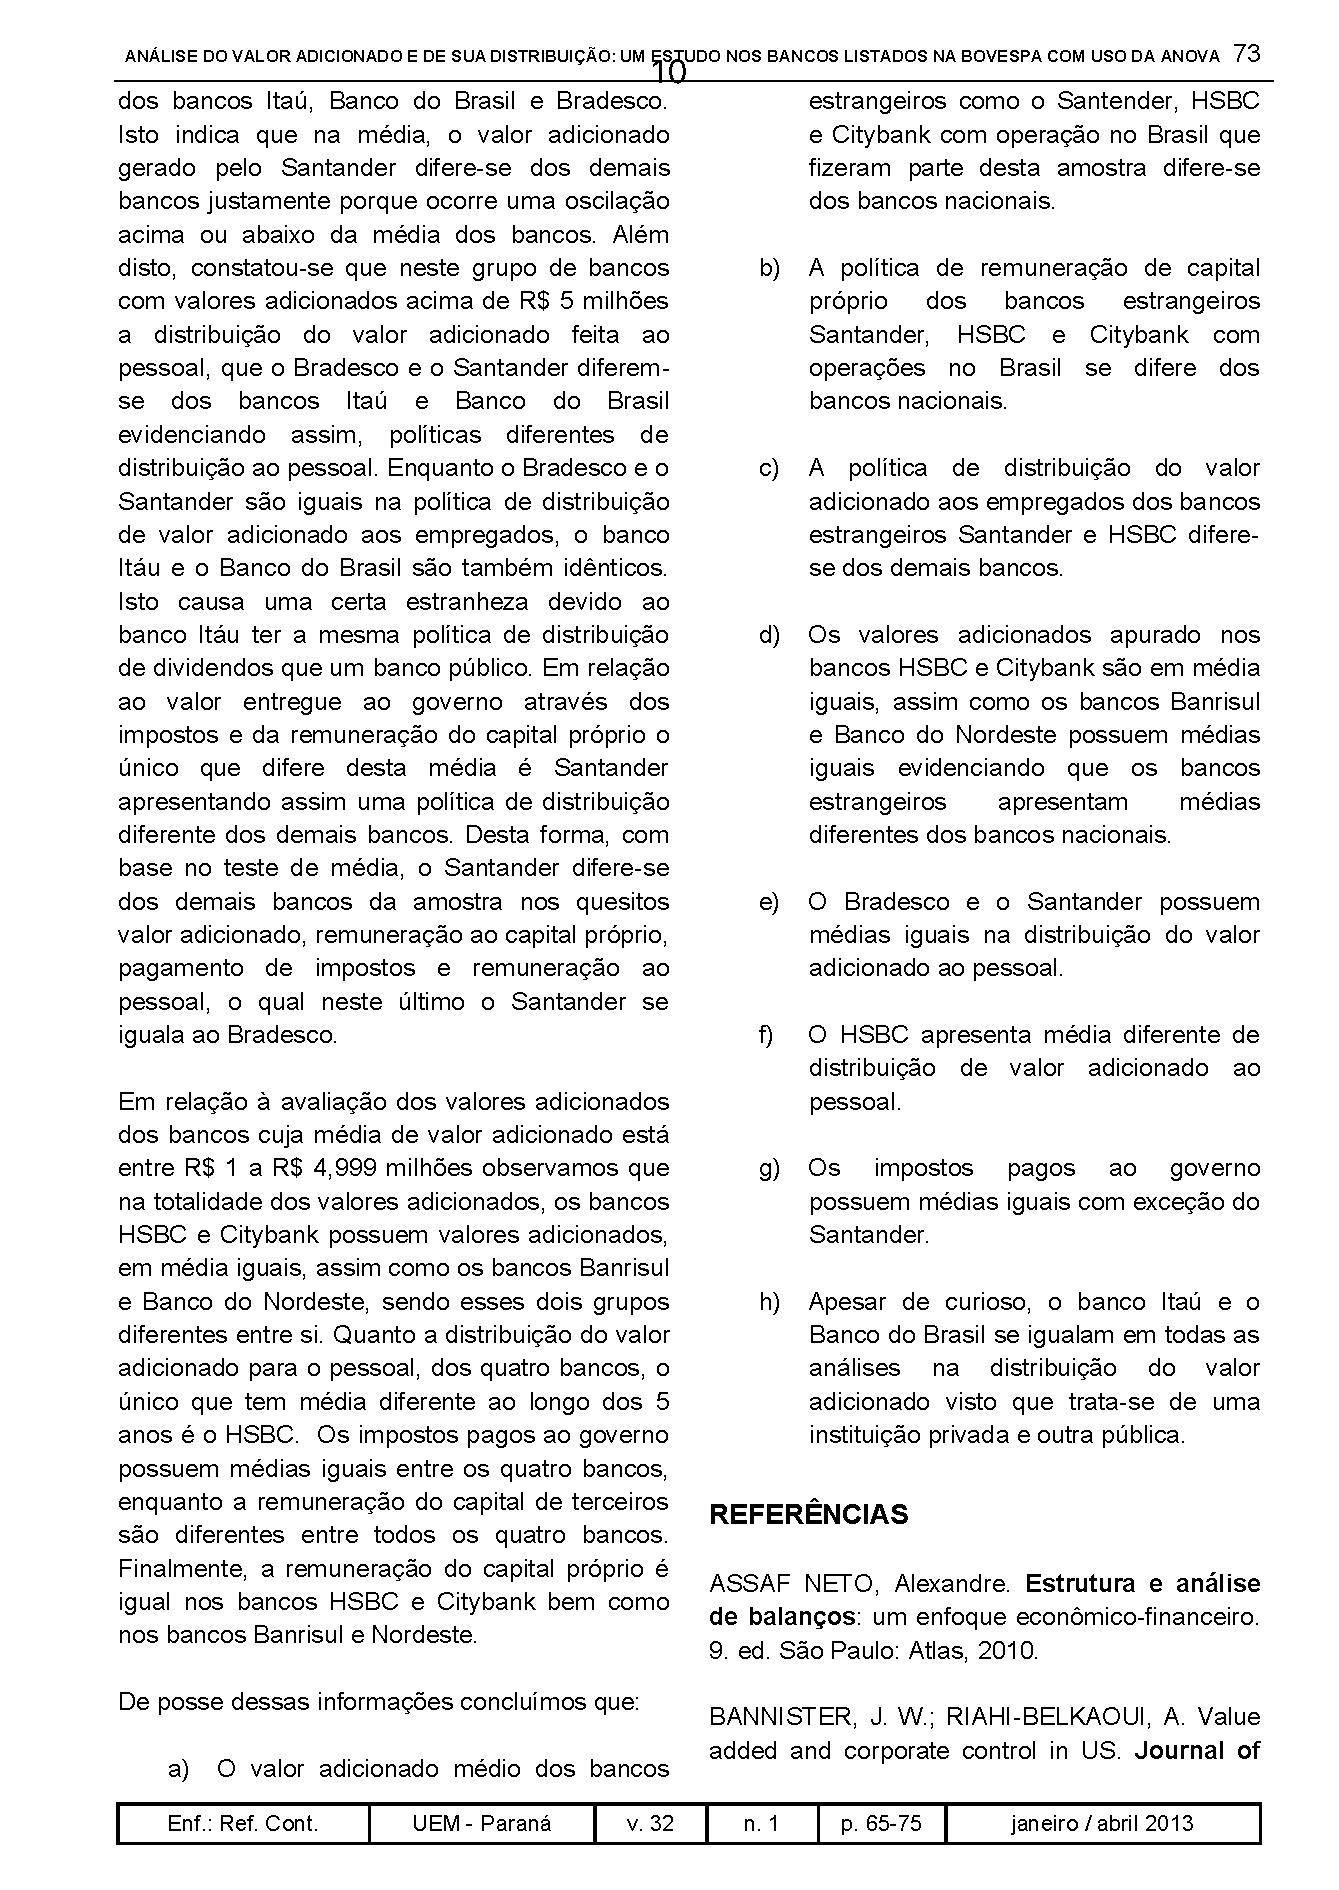 ANÁLISE DO VALOR ADICIONADO E DE SUA DISTRIBUIÇÃO: UM ESTUDO NOS BANCOS LISTADOS NA BOVESPA COM USO DA ANOVA 73
10
dos bancos Itaú, Banco do Brasil e Bradesco.
Isto indica que na média, o valor adicionado
gerado pelo Santander difere-se dos demais
bancos justamente porque ocorre uma oscilação
acima ou abaixo da média dos bancos. Além
disto, constatou-se que neste grupo de bancos
com valores adicionados acima de R$ 5 milhões
a distribuição do valor adicionado feita ao
pessoal, que o Bradesco e o Santander diferem-
se dos bancos Itaú e Banco do Brasil
evidenciando assim, políticas diferentes de
distribuição ao pessoal. Enquanto o Bradesco e o
Santander são iguais na política de distribuição
de valor adicionado aos empregados, o banco
Itáu e o Banco do Brasil são também idênticos.
Isto causa uma certa estranheza devido ao
banco Itáu ter a mesma política de distribuição
de dividendos que um banco público. Em relação
ao valor entregue ao governo através dos
impostos e da remuneração do capital próprio o
único que difere desta média é Santander
apresentando assim uma política de distribuição
diferente dos demais bancos. Desta forma, com
base no teste de média, o Santander difere-se
dos demais bancos da amostra nos quesitos
valor adicionado, remuneração ao capital próprio,
pagamento de impostos e remuneração ao
pessoal, o qual neste último o Santander se
iguala ao Bradesco.
Em relação à avaliação dos valores adicionados
dos bancos cuja média de valor adicionado está
entre R$ 1 a R$ 4,999 milhões observamos que
na totalidade dos valores adicionados, os bancos
HSBC e Citybank possuem valores adicionados,
em média iguais, assim como os bancos Banrisul
e Banco do Nordeste, sendo esses dois grupos
diferentes entre si. Quanto a distribuição do valor
adicionado para o pessoal, dos quatro bancos, o
único que tem média diferente ao longo dos 5
anos é o HSBC.  Os impostos pagos ao governo
possuem médias iguais entre os quatro bancos,
enquanto a remuneração do capital de terceiros
são diferentes entre todos os quatro bancos.
Finalmente, a remuneração do capital próprio é
igual nos bancos HSBC e Citybank bem como
nos bancos Banrisul e Nordeste.
De posse dessas informações concluímos que:
a) O valor adicionado médio dos bancos
estrangeiros como o Santender, HSBC
e Citybank com operação no Brasil que
fizeram parte desta amostra difere-se
dos bancos nacionais.
b) A política de remuneração de capital
próprio dos bancos estrangeiros
Santander, HSBC e Citybank com
operações no Brasil se difere dos
bancos nacionais.
c) A política de distribuição do valor
adicionado aos empregados dos bancos
estrangeiros Santander e HSBC difere-
se dos demais bancos.
d) Os valores adicionados apurado nos
bancos HSBC e Citybank são em média
iguais, assim como os bancos Banrisul
e Banco do Nordeste possuem médias
iguais evidenciando que os bancos
estrangeiros apresentam médias
diferentes dos bancos nacionais.
e) O Bradesco e o Santander possuem
médias iguais na distribuição do valor
adicionado ao pessoal.
f) O HSBC apresenta média diferente de
distribuição de valor adicionado ao
pessoal.
g) Os impostos pagos ao governo
possuem médias iguais com exceção do
Santander.
h) Apesar de curioso, o banco Itaú e o
Banco do Brasil se igualam em todas as
análises na distribuição do valor
adicionado visto que trata-se de uma
instituição privada e outra pública.
REFERÊNCIAS
ASSAF NETO, Alexandre. Estrutura e análise
de balanços: um enfoque econômico-financeiro.
9. ed. São Paulo: Atlas, 2010.
BANNISTER, J. W.; RIAHI-BELKAOUI, A. Value
added and corporate control in US. Journal of
Enf.: Ref. Cont. UEM - Paraná v. 32 n. 1 p. 65-75 janeiro / abril 2013